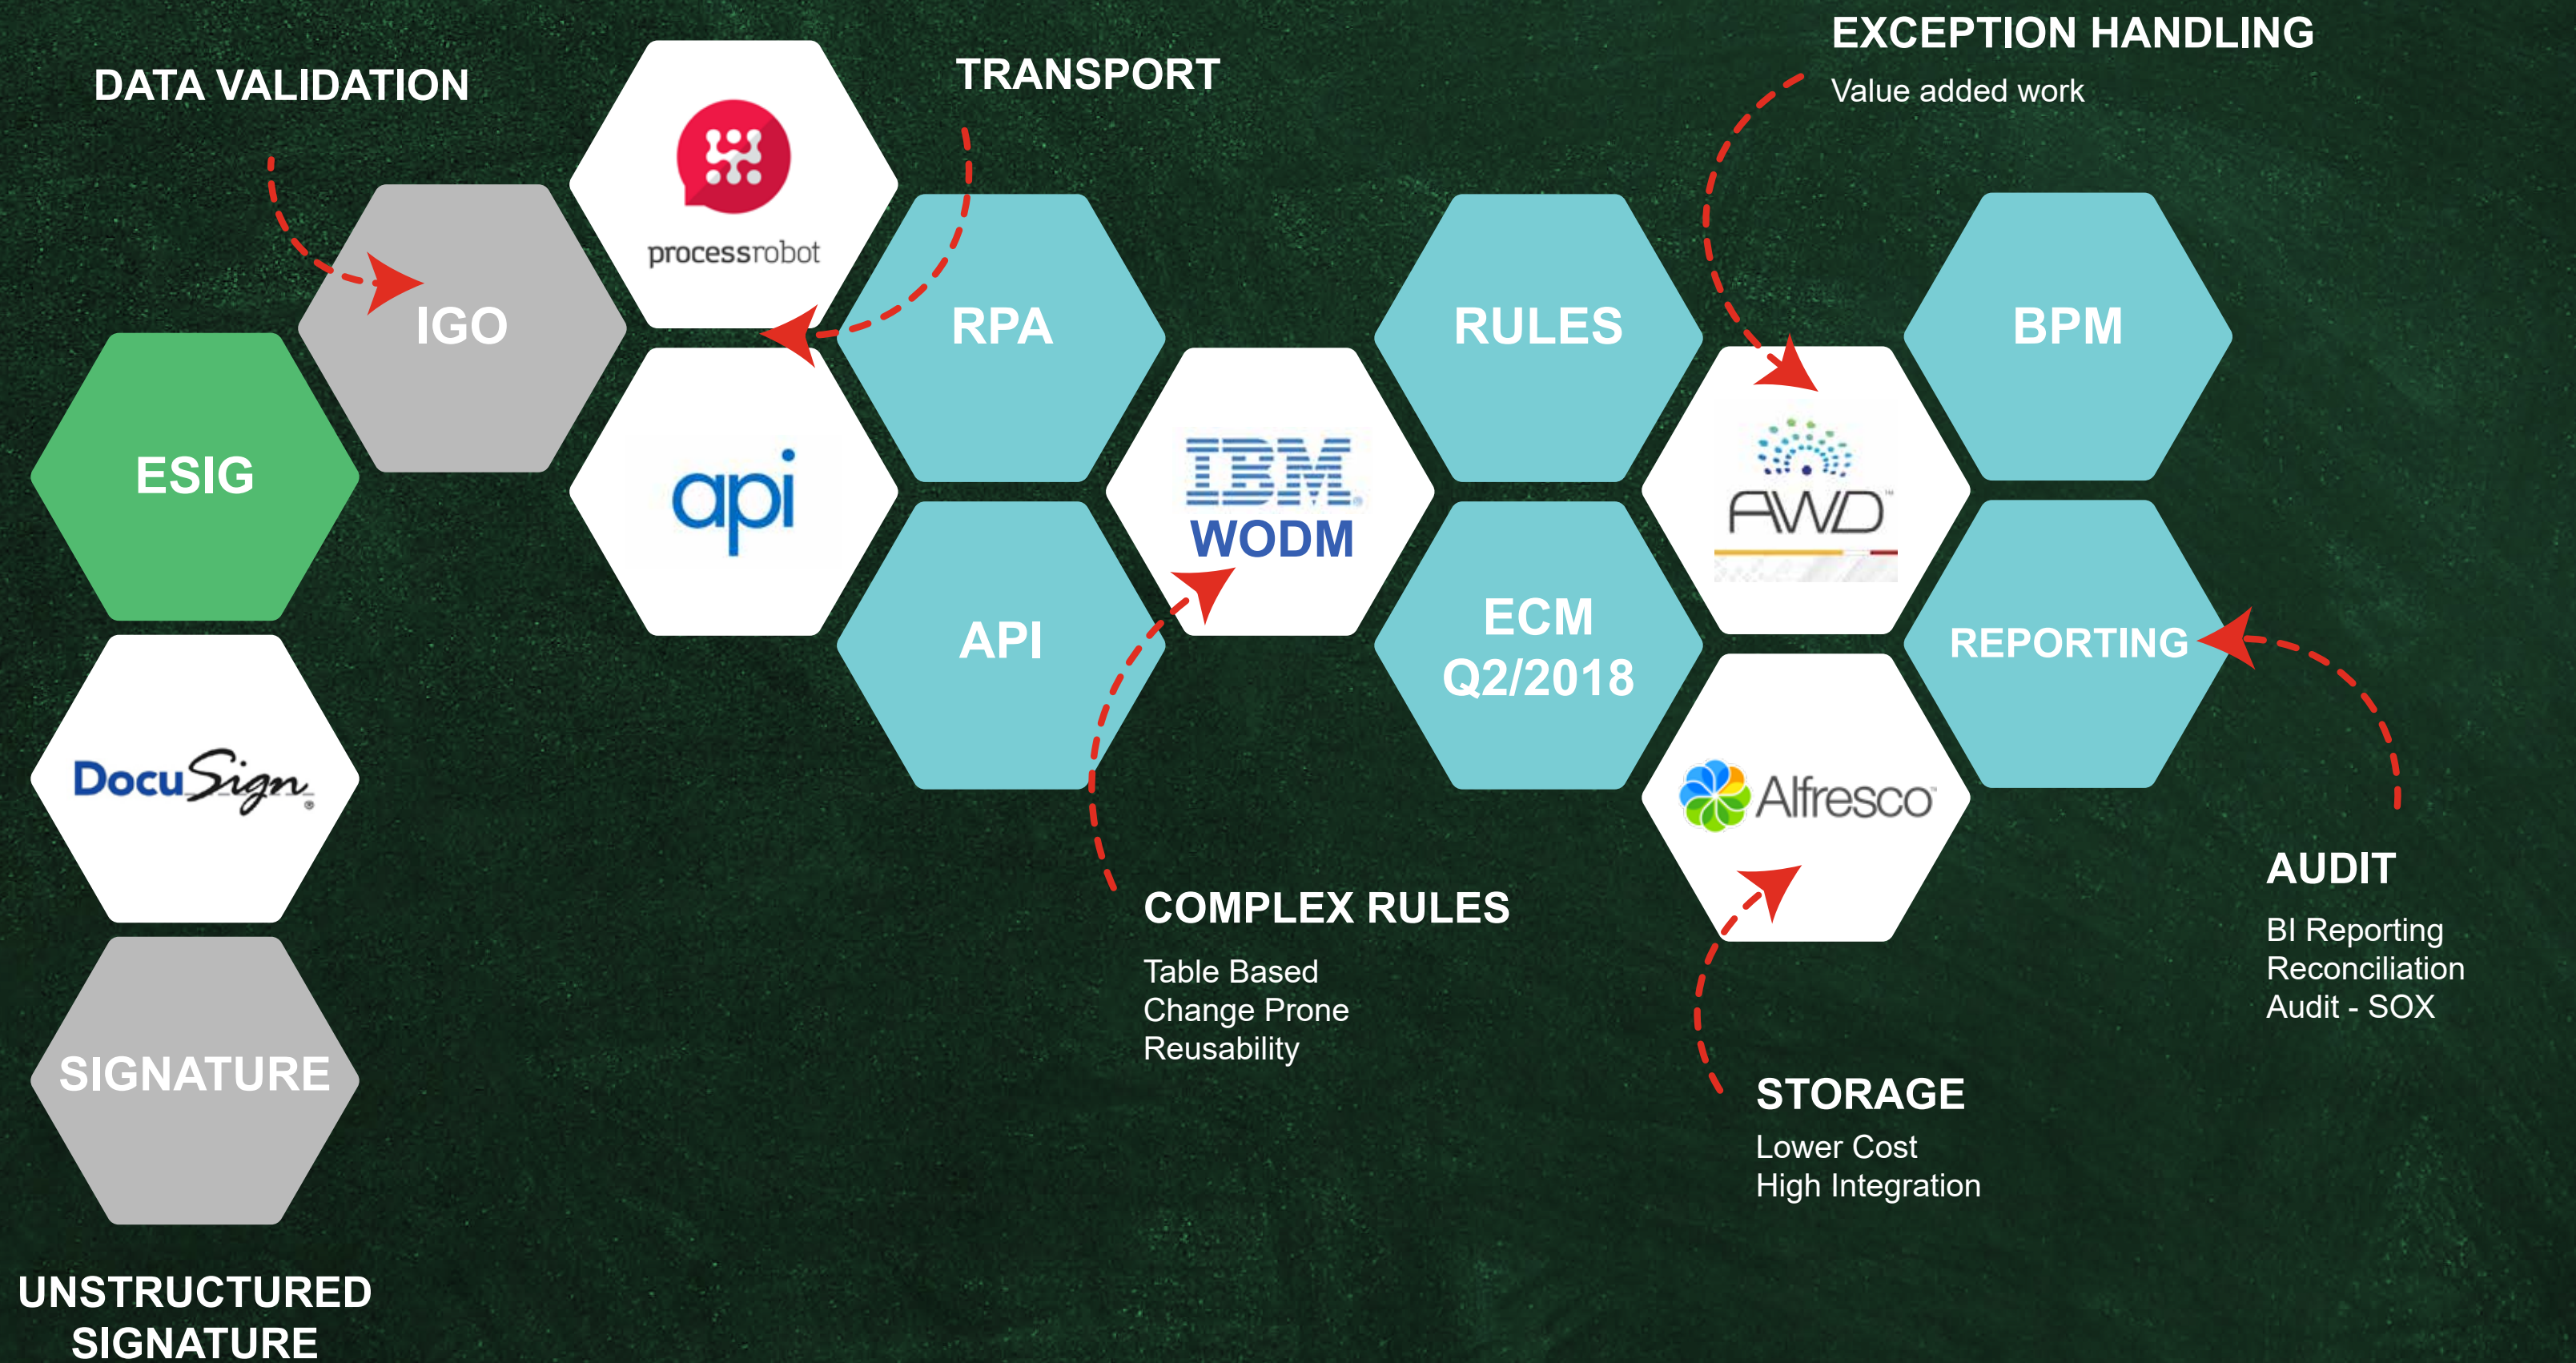 EXCEPTION HANDLING
Value added work
DATA VALIDATION
TRANSPORT
processrobot
IGO
RPA
RULES
BPM
ESIG
api
IBM®
WODM
AWD™
API
ECM
Q2/2018
REPORTING
DocuSign®
Alfresco™
COMPLEX RULES
Table Based
Change Prone
Reusability
AUDIT
BI Reporting
Reconciliation
Audit - SOX
SIGNATURE
STORAGE
Lower Cost
High Integration
UNSTRUCTURED
SIGNATURE